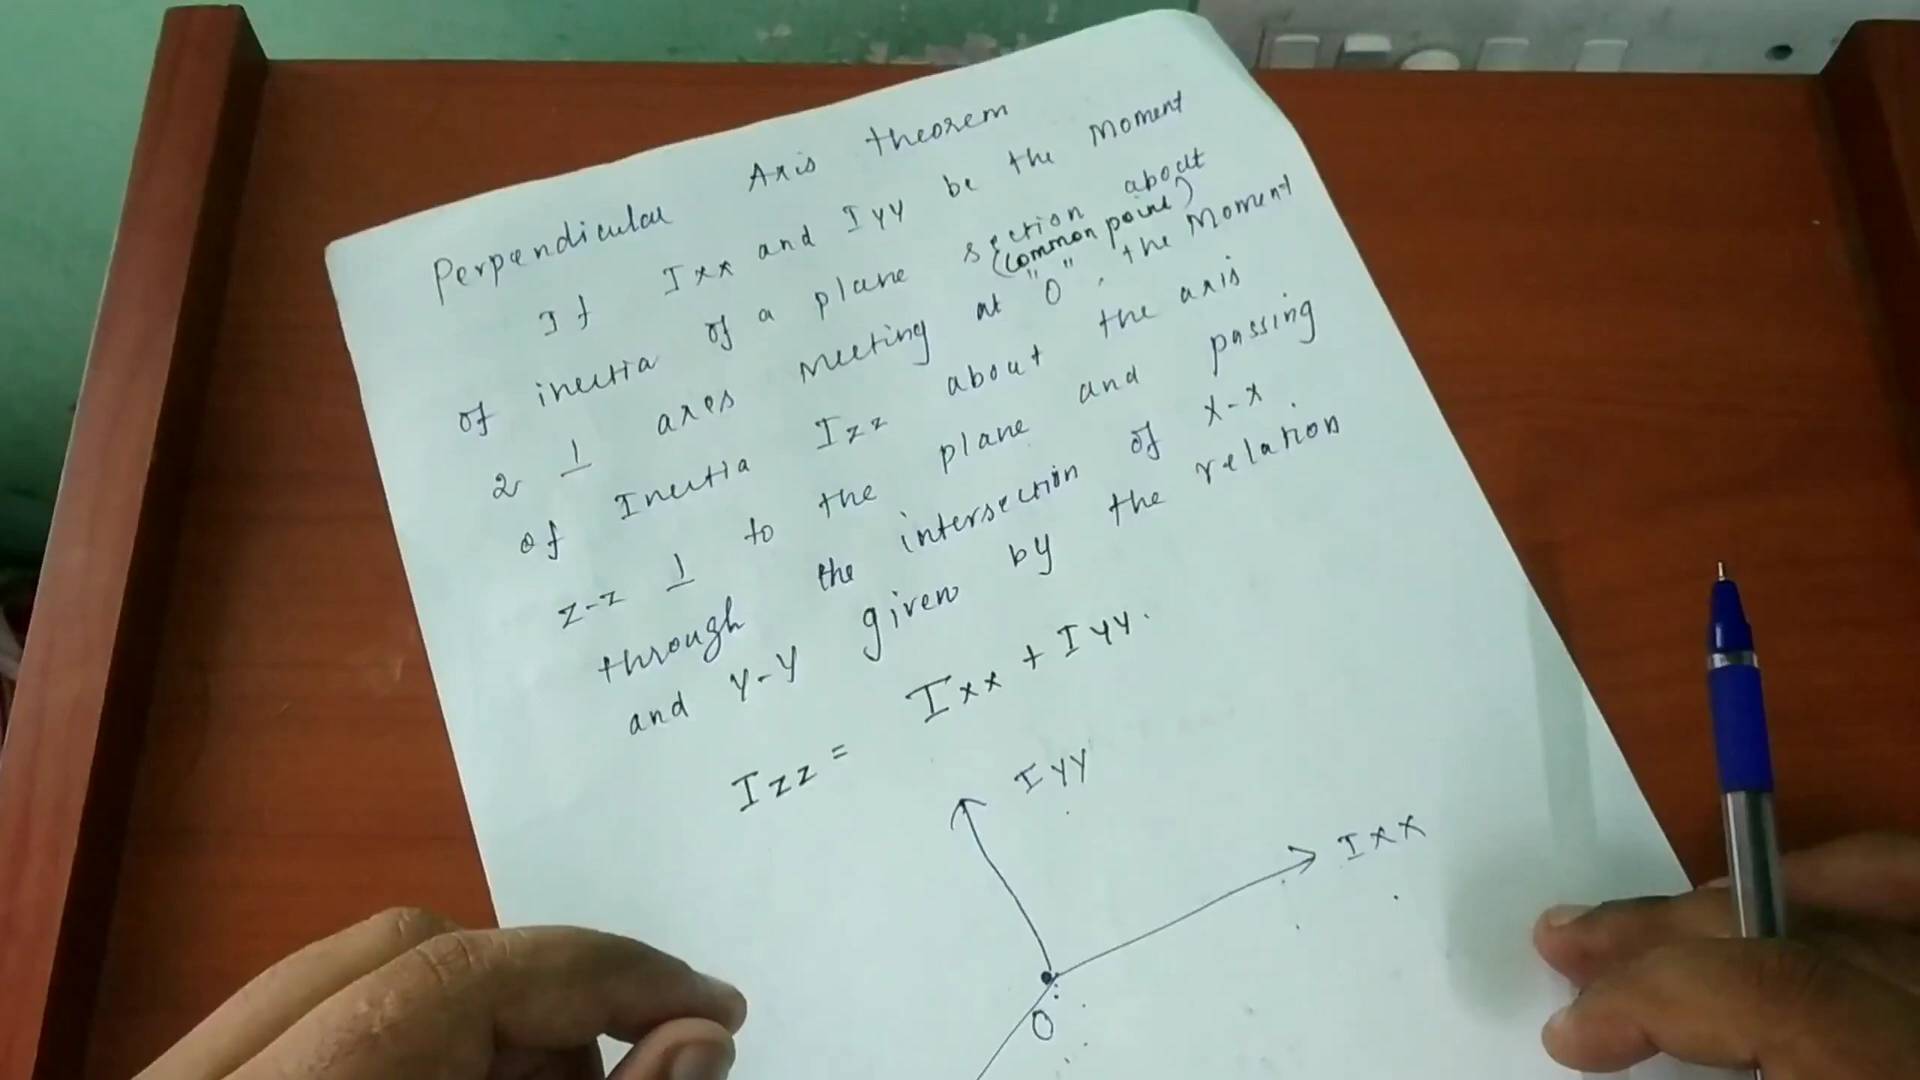 Perpendicular Axis theorem
If Ixx and Iyy be the Moment
of inertia of a plane section about
(common point)
2 ⊥ axes Meeting at "O", the Moment
of Inertia Izz about the axis
z-z ⊥ to the plane and passing
through the intersection of x-x
and y-y given by the relation
Izz = Ixx + Iyy.
Iyy
Ixx
O